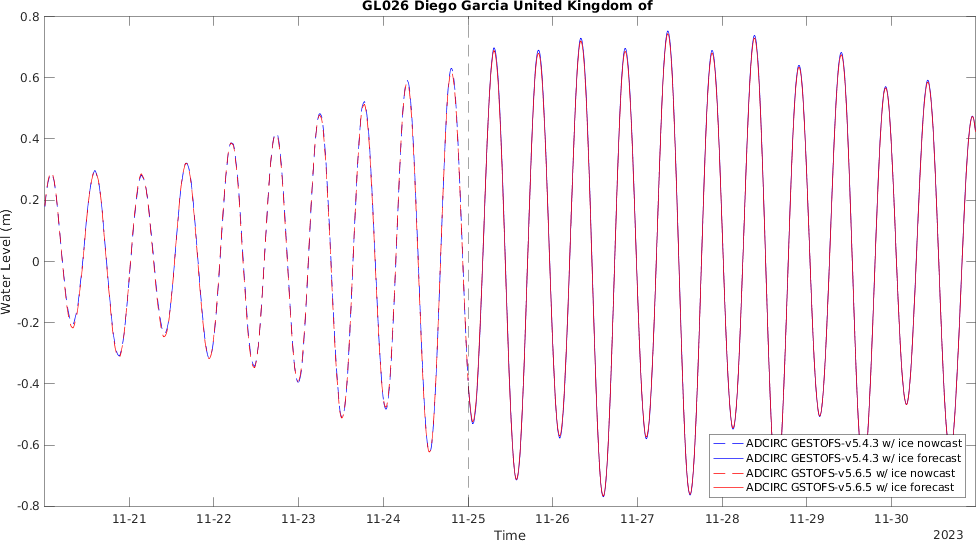 GL026 Diego Garcia United Kingdom of
0.8
0.6
0.4
0.2
0
-0.2
-0.4
-0.6
-0.8
Water Level (m)
ADCIRC GESTOFS-v5.4.3 w/ ice nowcast
ADCIRC GESTOFS-v5.4.3 w/ ice forecast
ADCIRC GSTOFS-v5.6.5 w/ ice nowcast
ADCIRC GSTOFS-v5.6.5 w/ ice forecast
11-21 11-22 11-23 11-24 11-25 11-26 11-27 11-28 11-29 11-30
Time
2023